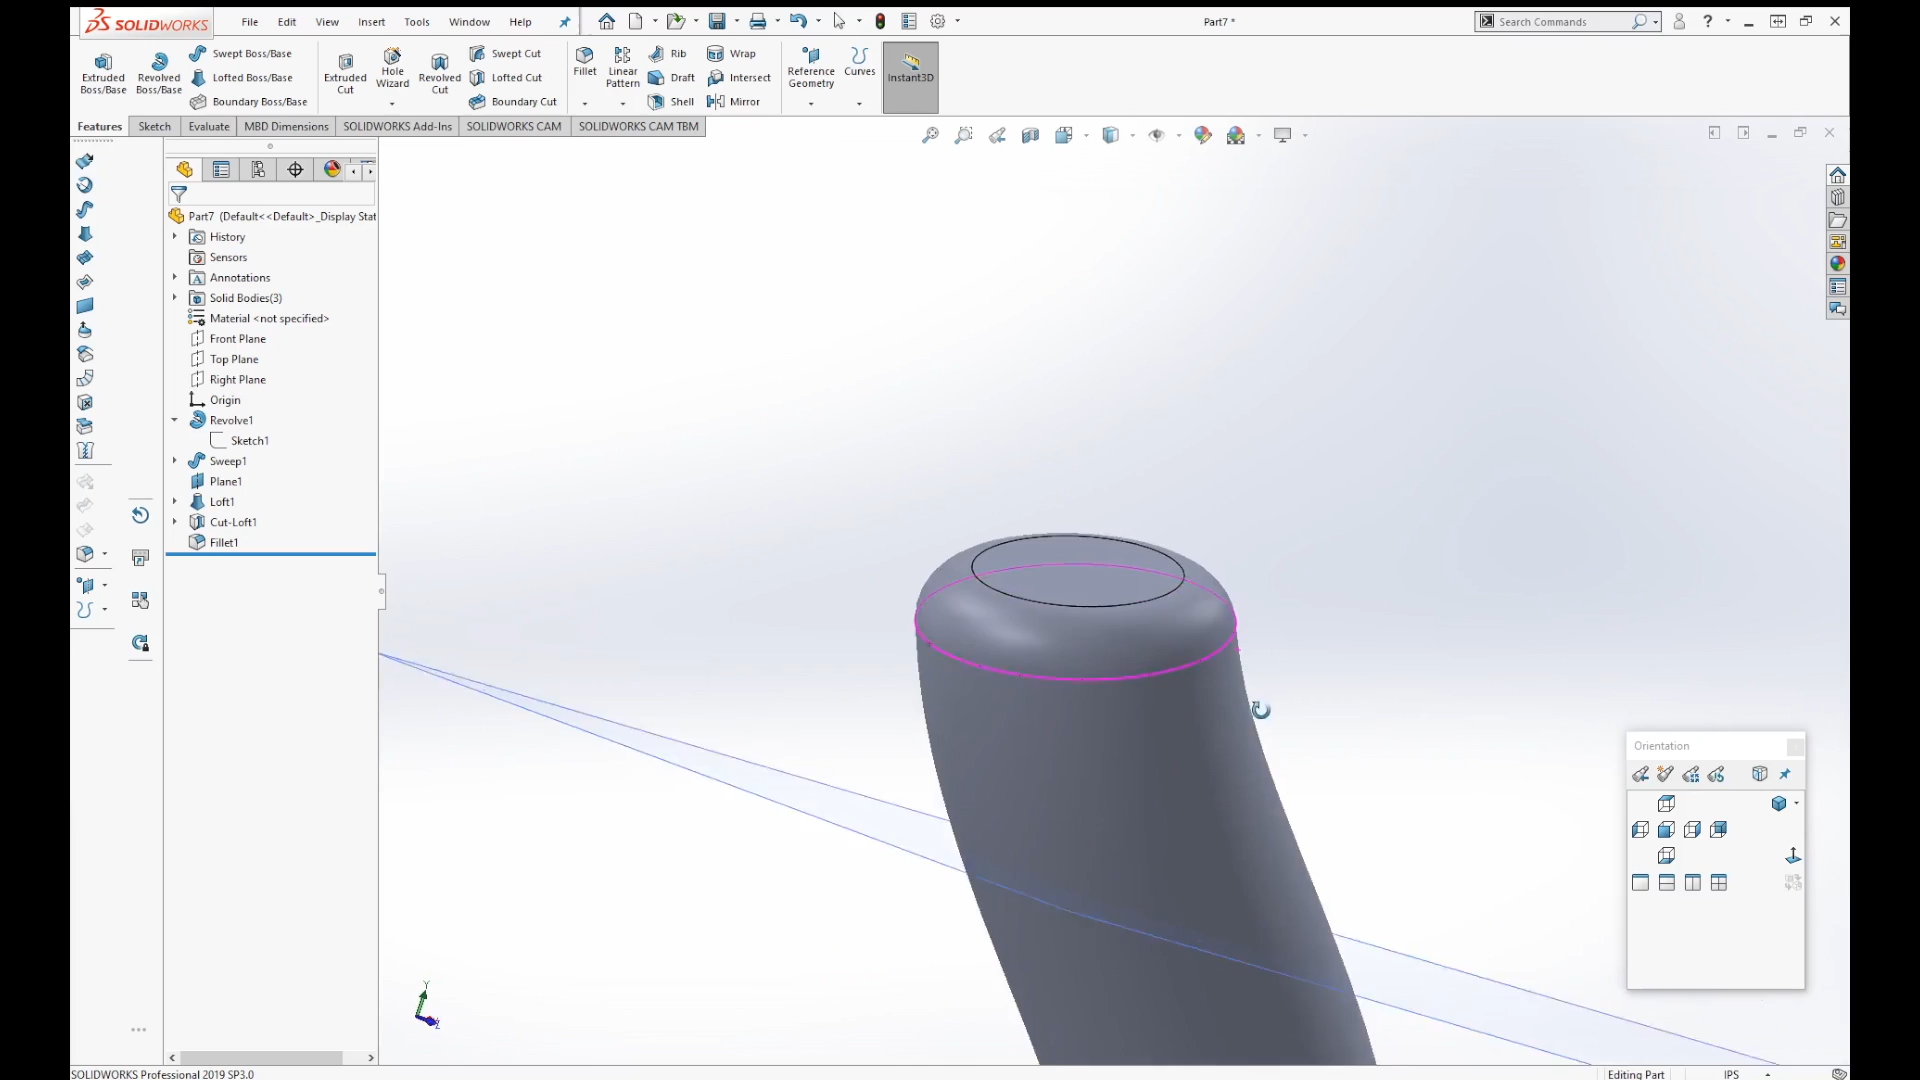 SOLIDWORKS File Edit View Insert Tools Window Help Part7 * Search Commands ?
Extruded Boss/Base Revolved Boss/Base Swept Boss/Base Lofted Boss/Base Boundary Boss/Base Extruded Cut Hole Wizard Revolved Cut Swept Cut Lofted Cut Boundary Cut Fillet Linear Pattern Rib Draft Shell Wrap Intersect Mirror Reference Geometry Curves Instant3D
Features Sketch Evaluate MBD Dimensions SOLIDWORKS Add-Ins SOLIDWORKS CAM SOLIDWORKS CAM TBM
Part7 (Default<<Default>_Display Stat
History
Sensors
Annotations
Solid Bodies(3)
Material <not specified>
Front Plane
Top Plane
Right Plane
Origin
Revolve1
Sketch1
Sweep1
Plane1
Loft1
Cut-Loft1
Fillet1
Orientation
Y
Z
SOLIDWORKS Professional 2019 SP3.0 Editing Part IPS